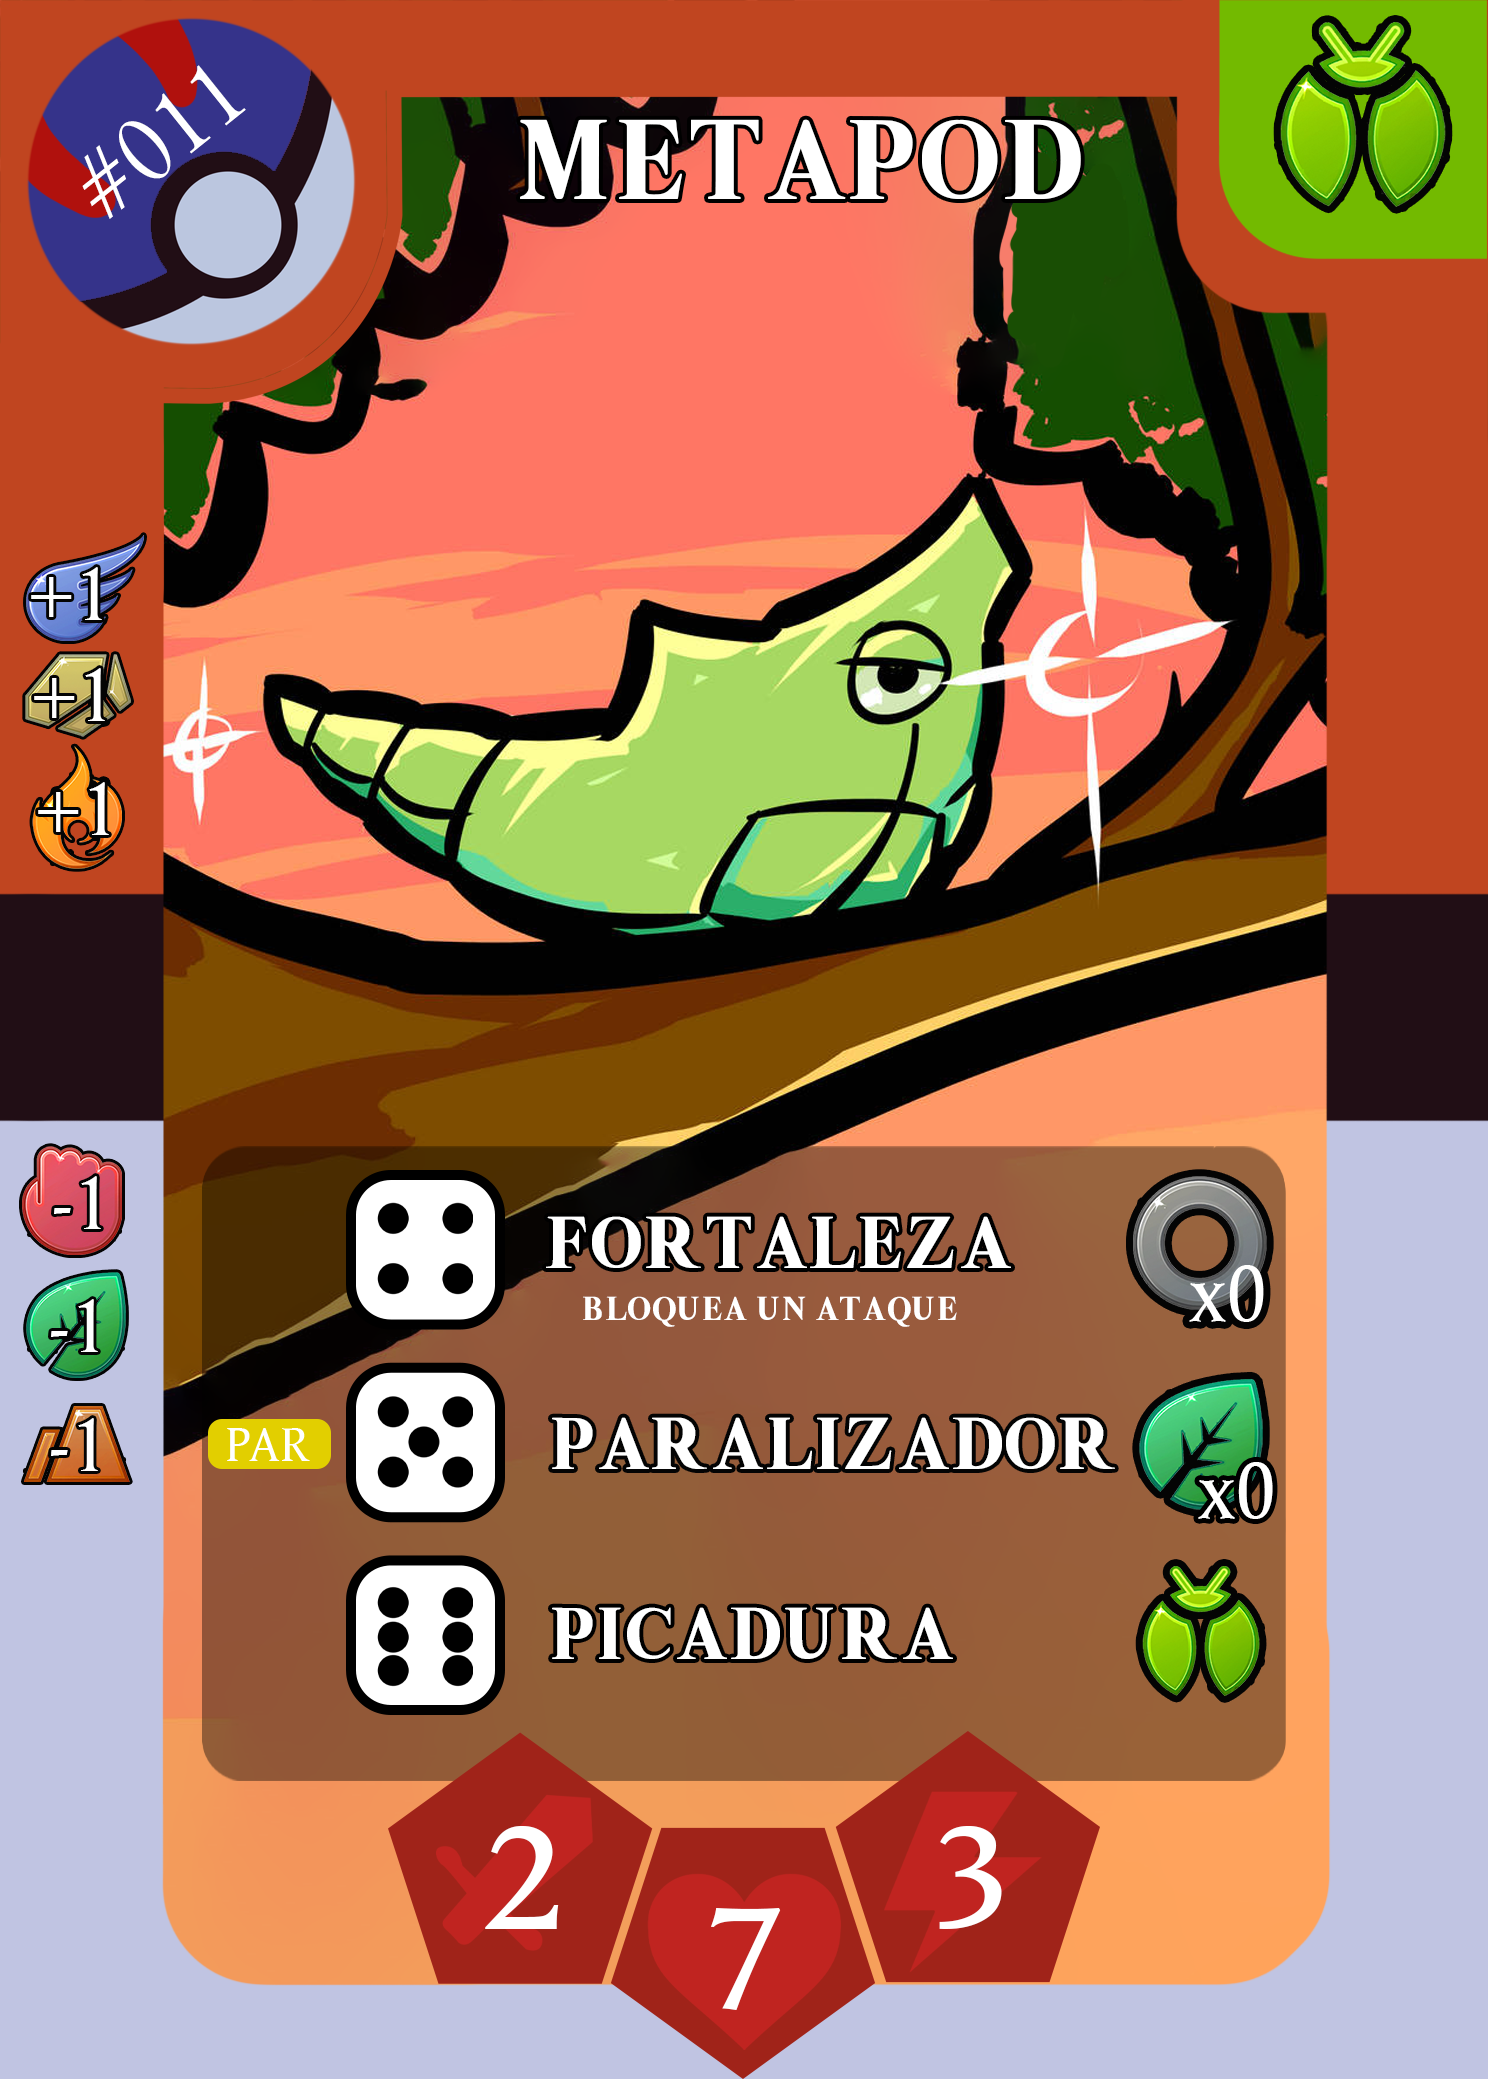 #011
METAPOD
+1
+1
+1
-1
-1
-1
FORTALEZA
x0
BLOQUEA UN ATAQUE
PAR
PARALIZADOR
x0
PICADURA
2
7
3